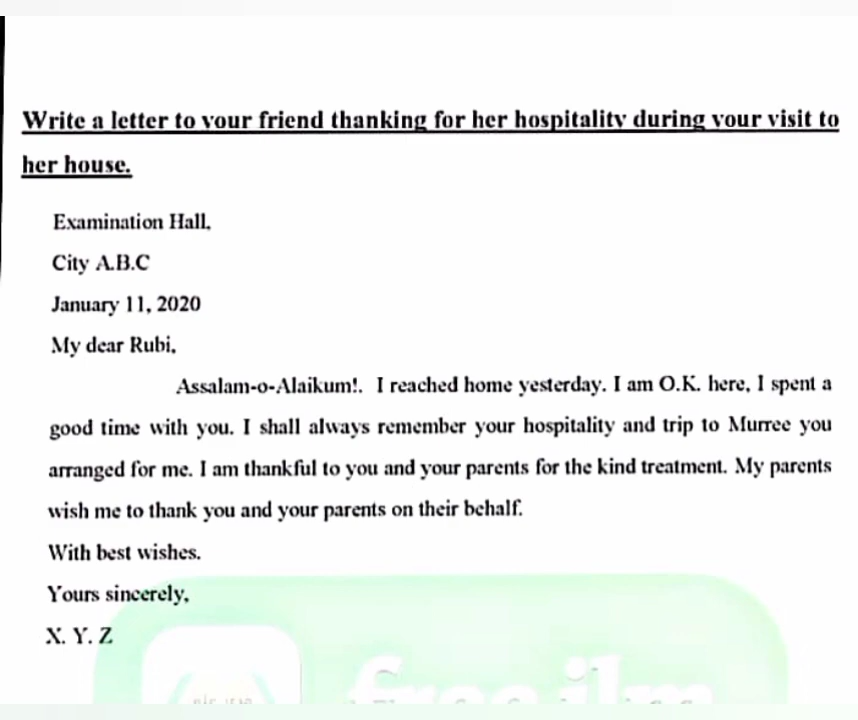 Write a letter to your friend thanking for her hospitality during your visit to
her house.
Examination Hall,
City A.B.C
January 11, 2020
My dear Rubi,
Assalam-o-Alaikum!. I reached home yesterday. I am O.K. here, I spent a
good time with you. I shall always remember your hospitality and trip to Murree you
arranged for me. I am thankful to you and your parents for the kind treatment. My parents
wish me to thank you and your parents on their behalf.
With best wishes.
Yours sincerely,
X. Y. Z
free ilm